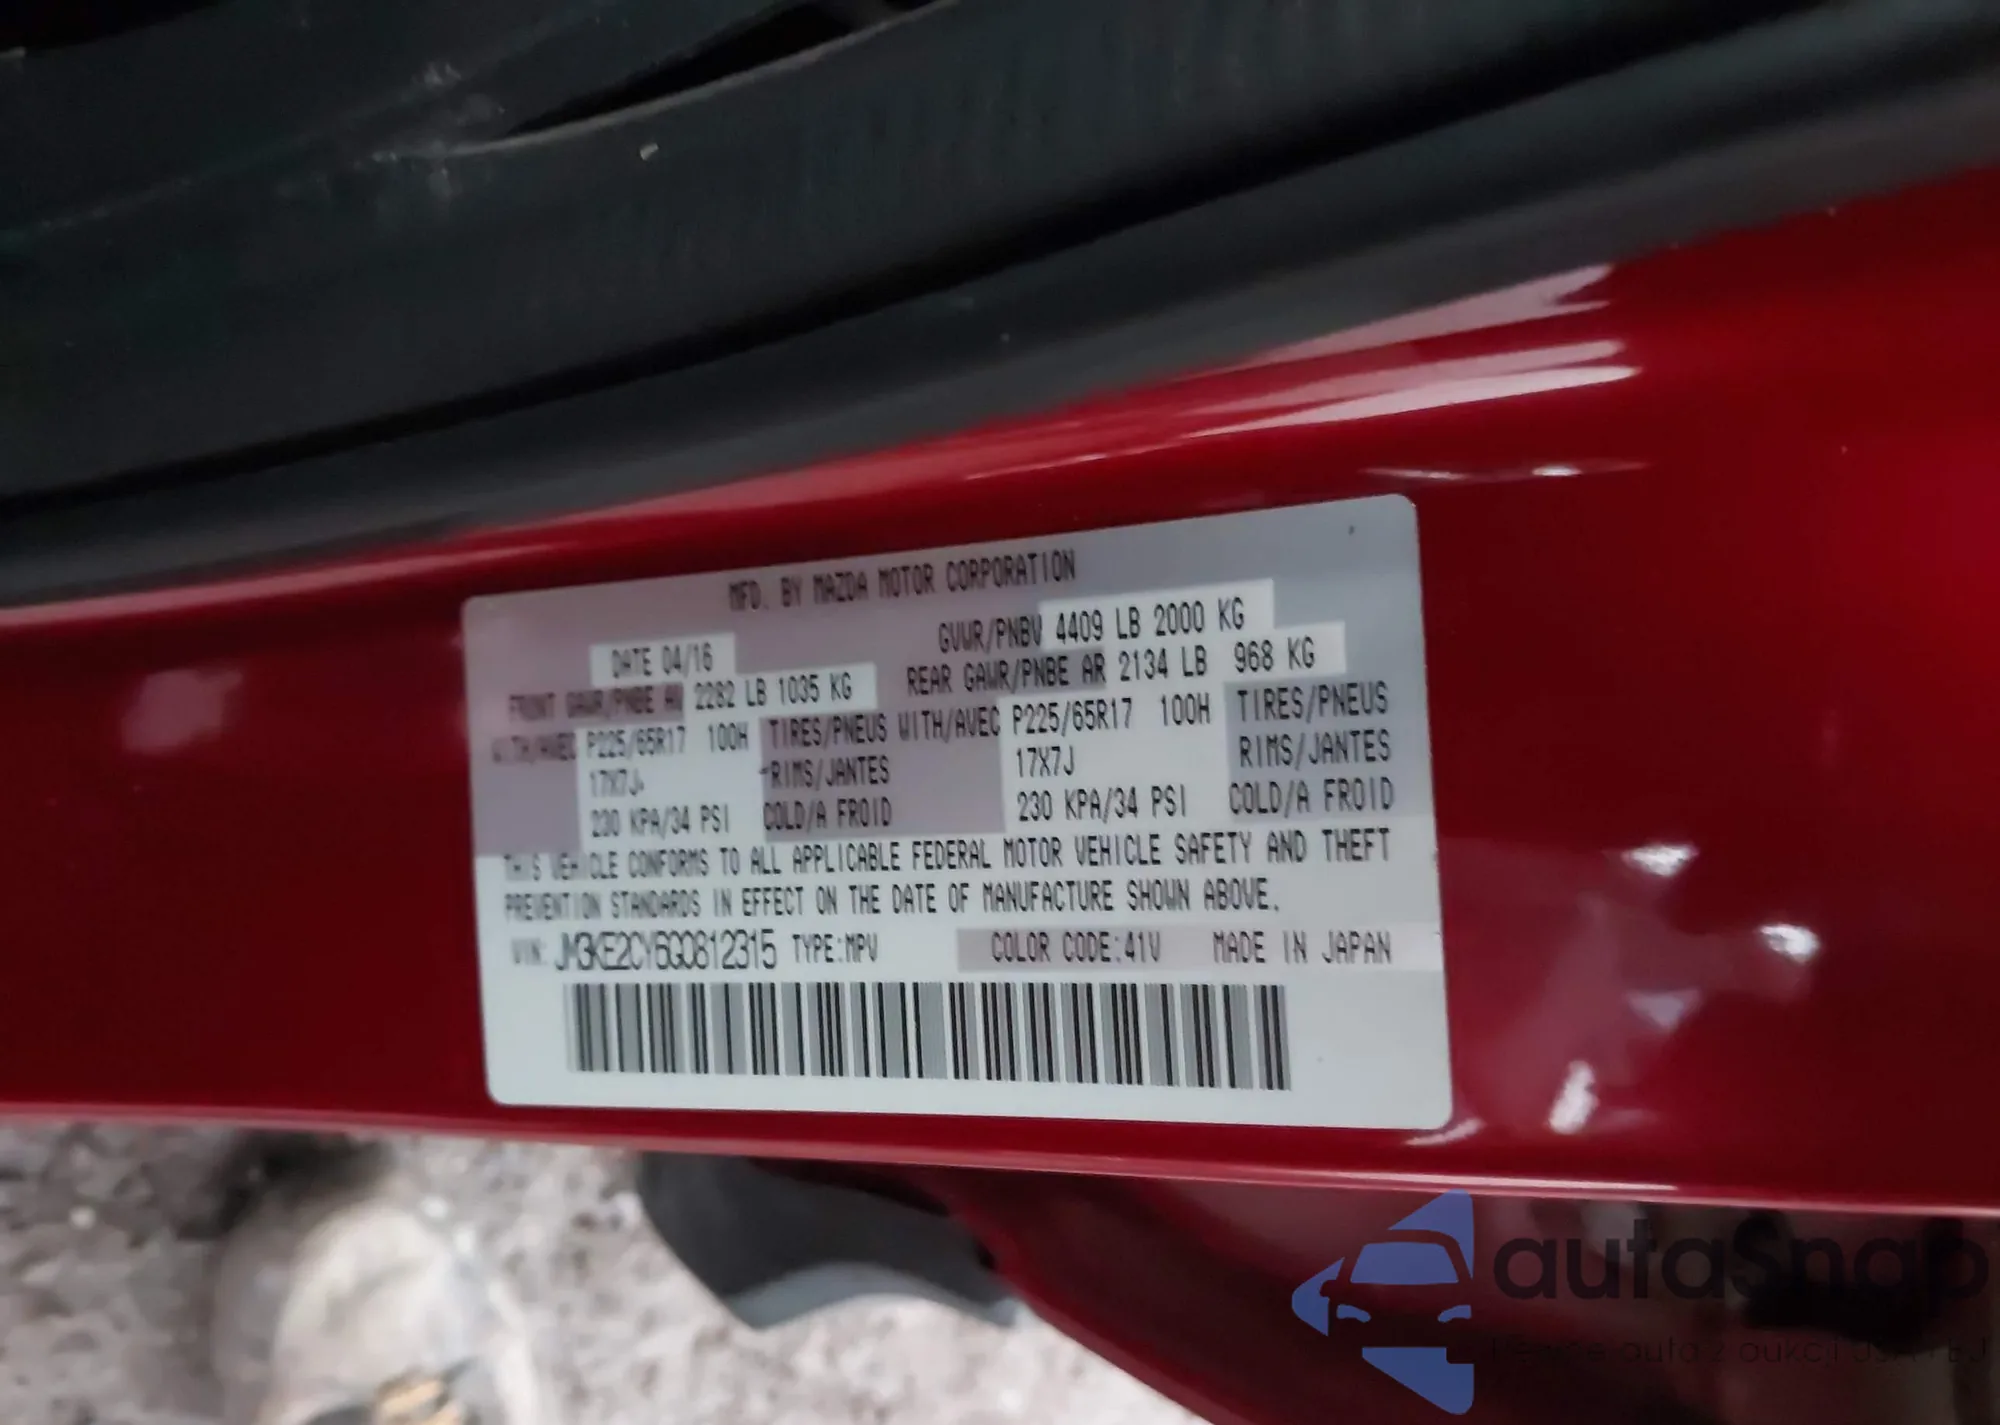 MFD. BY MAZDA MOTOR CORPORATION
DATE 04/16 GVWR/PNBV 4409 LB 2000 KG
FRONT GAWR/PNBE AV 2282 LB 1035 KG REAR GAWR/PNBE AR 2134 LB 968 KG
WITH/AVEC P225/65R17 100H TIRES/PNEUS WITH/AVEC P225/65R17 100H TIRES/PNEUS
17X7J RIMS/JANTES 17X7J RIMS/JANTES
230 KPA/34 PSI COLD/A FROID 230 KPA/34 PSI COLD/A FROID
THIS VEHICLE CONFORMS TO ALL APPLICABLE FEDERAL MOTOR VEHICLE SAFETY AND THEFT
PREVENTION STANDARDS IN EFFECT ON THE DATE OF MANUFACTURE SHOWN ABOVE.
VIN: JM3KE2CY6G0812315 TYPE:MPV COLOR CODE:41V MADE IN JAPAN
autaSnap
auta z aukcji